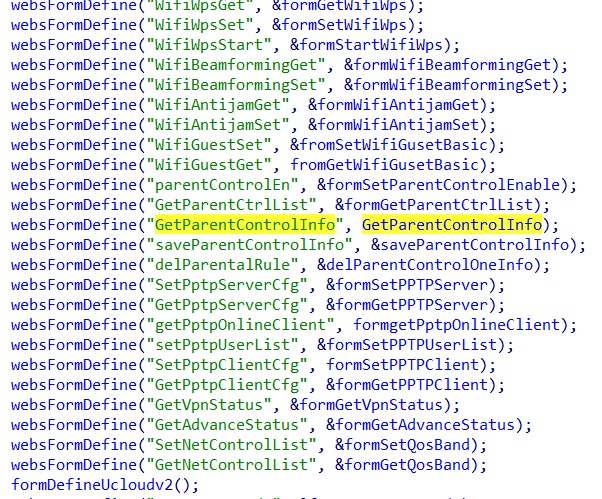 websFormDefine("WifiWpsGet", &formGetWifiWps);
websFormDefine("WifiWpsSet", &formSetWifiWps);
websFormDefine("WifiWpsStart", &formStartWifiWps);
websFormDefine("WifiBeamformingGet", &formWifiBeamformingGet);
websFormDefine("WifiBeamformingSet", &formWifiBeamformingSet);
websFormDefine("WifiAntijamGet", &formWifiAntijamGet);
websFormDefine("WifiAntijamSet", &formWifiAntijamSet);
websFormDefine("WifiGuestSet", &fromSetWifiGusetBasic);
websFormDefine("WifiGuestGet", fromGetWifiGusetBasic);
websFormDefine("parentControlEn", &formSetParentControlEnable);
websFormDefine("GetParentCtrlList", &formGetParentCtrlList);
websFormDefine("GetParentControlInfo", GetParentControlInfo);
websFormDefine("saveParentControlInfo", &saveParentControlInfo);
websFormDefine("delParentalRule", &delParentControlOneInfo);
websFormDefine("SetPptpServerCfg", &formSetPPTPServer);
websFormDefine("GetPptpServerCfg", &formGetPPTPServer);
websFormDefine("getPptpOnlineClient", formgetPptpOnlineClient);
websFormDefine("setPptpUserList", &formSetPPTPUserList);
websFormDefine("SetPptpClientCfg", formSetPPTPClient);
websFormDefine("GetPptpClientCfg", &formGetPPTPClient);
websFormDefine("GetVpnStatus", &formGetVpnStatus);
websFormDefine("GetAdvanceStatus", &formGetAdvanceStatus);
websFormDefine("SetNetControlList", &formSetQosBand);
websFormDefine("GetNetControlList", &formGetQosBand);
formDefineUcloudv2();